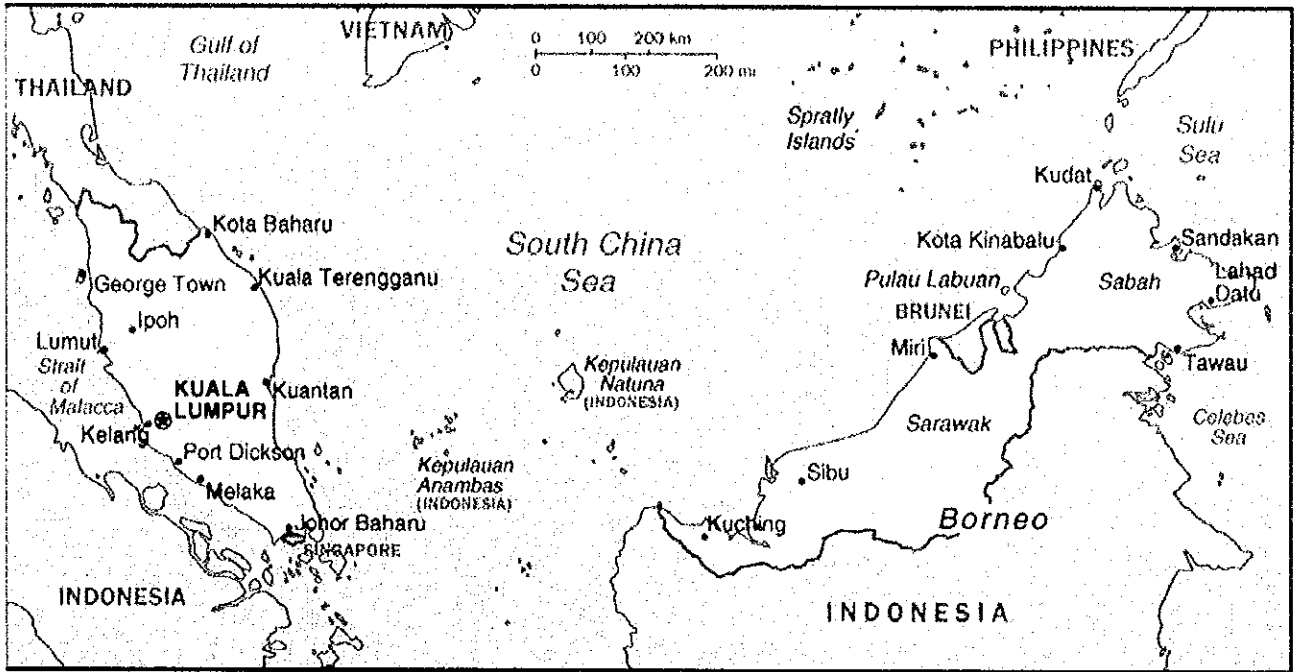 VIETNAM
Gulf of
Thailand
THAILAND
0 100 200 km
0 100 200 mi
PHILIPPINES
Spratly
Islands
Sulu
Sea
Kudat
Kota Baharu
South China
Sea
Kota Kinabalu
Sandakan
George Town
Kuala Terengganu
Pulau Labuan
Sabah
Lahad
Datu
Ipoh
BRUNEI
Lumut
Strait
of
Malacca
Miri
Tawau
KUALA
LUMPUR
Kuantan
Kepulauan
Natuna
(INDONESIA)
Sarawak
Celebes
Sea
Kelang
Port Dickson
Kepulauan
Anambas
(INDONESIA)
Melaka
Sibu
Johor Baharu
SINGAPORE
Kuching
Borneo
INDONESIA
INDONESIA